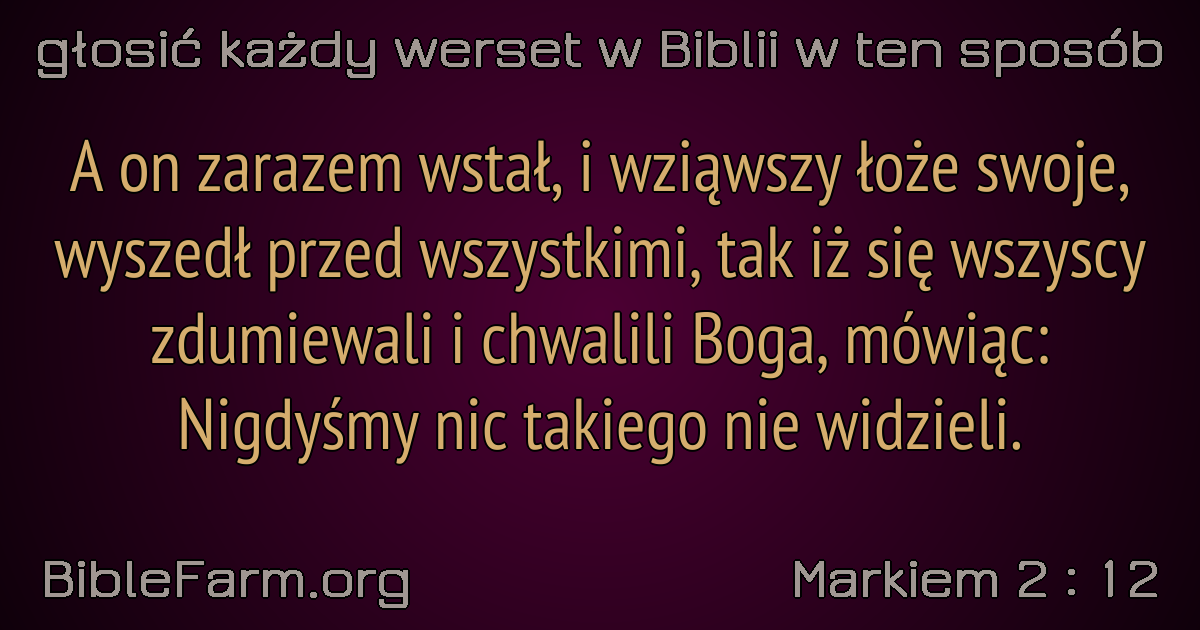 głosić każdy werset w Biblii w ten sposób
A on zarazem wstał, i wziąwszy łoże swoje,
wyszedł przed wszystkimi, tak iż się wszyscy
zdumiewali i chwalili Boga, mówiąc:
Nigdyśmy nic takiego nie widzieli.
BibleFarm.org
Markiem 2 : 12